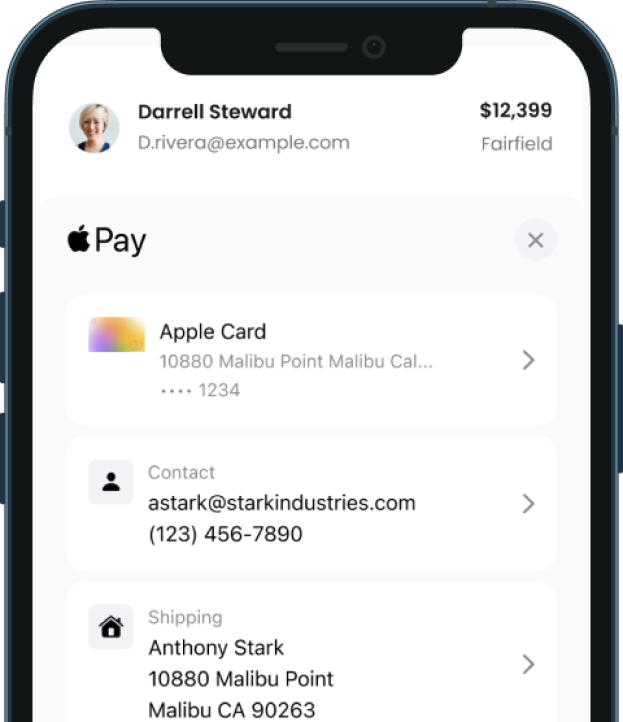 Darrell Steward
$12,399
D.rivera@example.com
Fairfield
Pay
Apple Card
10880 Malibu Point Malibu Cal...
•••• 1234
Contact
astark@starkindustries.com
(123) 456-7890
Shipping
Anthony Stark
10880 Malibu Point
Malibu CA 90263